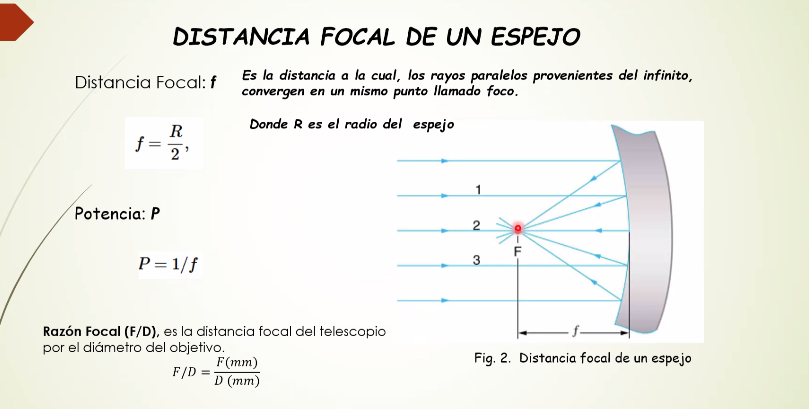 DISTANCIA FOCAL DE UN ESPEJO
Distancia Focal: f
Es la distancia a la cual, los rayos paralelos provenientes del infinito,
convergen en un mismo punto llamado foco.
f = R/2,
Donde R es el radio del espejo
1
2
3
F
f
Potencia: P
P = 1/f
Razón Focal (F/D), es la distancia focal del telescopio
por el diámetro del objetivo.
F/D = F(mm)/D (mm)
Fig. 2. Distancia focal de un espejo